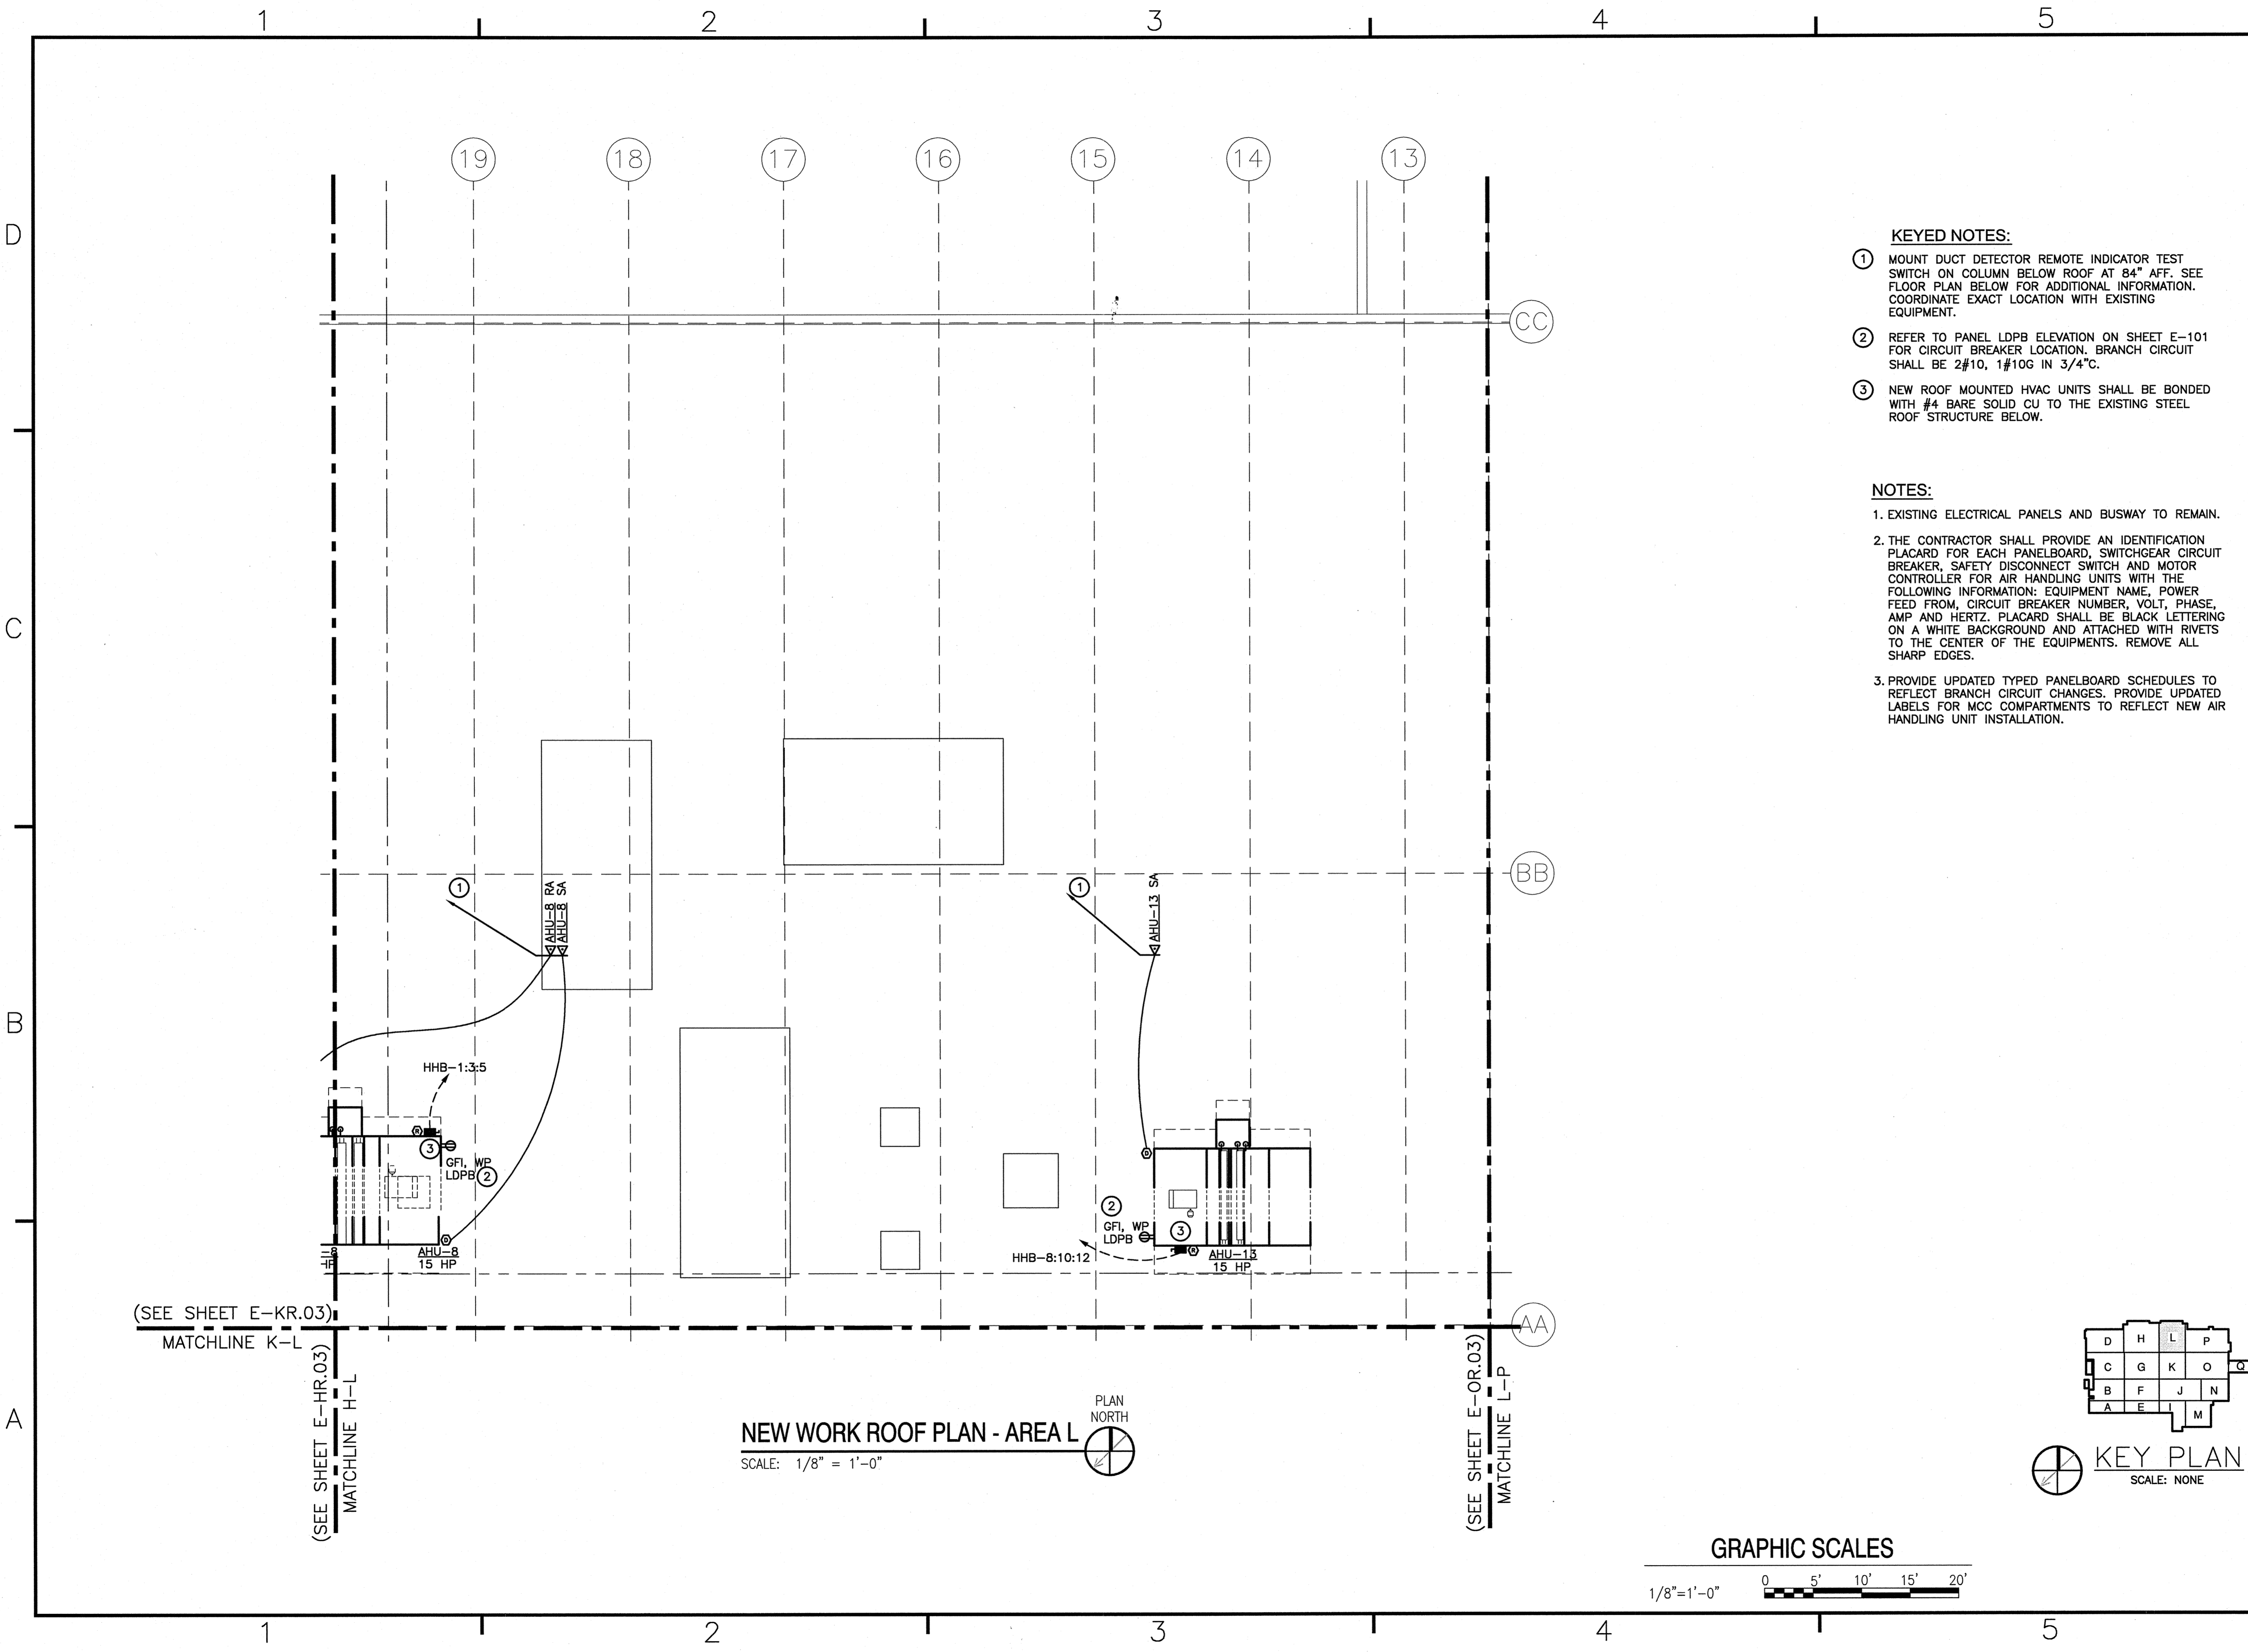 1 2 3 4 5
19 18 17 16 15 14 13
D
C
B
A
CC
BB
AA
KEYED NOTES:
1 MOUNT DUCT DETECTOR REMOTE INDICATOR TEST
SWITCH ON COLUMN BELOW ROOF AT 84" AFF. SEE
FLOOR PLAN BELOW FOR ADDITIONAL INFORMATION.
COORDINATE EXACT LOCATION WITH EXISTING
EQUIPMENT.
2 REFER TO PANEL LDPB ELEVATION ON SHEET E-101
FOR CIRCUIT BREAKER LOCATION. BRANCH CIRCUIT
SHALL BE 2#10, 1#10G IN 3/4"C.
3 NEW ROOF MOUNTED HVAC UNITS SHALL BE BONDED
WITH #4 BARE SOLID CU TO THE EXISTING STEEL
ROOF STRUCTURE BELOW.
NOTES:
1. EXISTING ELECTRICAL PANELS AND BUSWAY TO REMAIN.
2. THE CONTRACTOR SHALL PROVIDE AN IDENTIFICATION
PLACARD FOR EACH PANELBOARD, SWITCHGEAR CIRCUIT
BREAKER, SAFETY DISCONNECT SWITCH AND MOTOR
CONTROLLER FOR AIR HANDLING UNITS WITH THE
FOLLOWING INFORMATION: EQUIPMENT NAME, POWER
FEED FROM, CIRCUIT BREAKER NUMBER, VOLT, PHASE,
AMP AND HERTZ. PLACARD SHALL BE BLACK LETTERING
ON A WHITE BACKGROUND AND ATTACHED WITH RIVETS
TO THE CENTER OF THE EQUIPMENTS. REMOVE ALL
SHARP EDGES.
3. PROVIDE UPDATED TYPED PANELBOARD SCHEDULES TO
REFLECT BRANCH CIRCUIT CHANGES. PROVIDE UPDATED
LABELS FOR MCC COMPARTMENTS TO REFLECT NEW AIR
HANDLING UNIT INSTALLATION.
1
AHU-8 RA
AHU-8 SA
1
AHU-13 SA
HHB-1:3:5
R
3
GFI, WP
LDPB 2
D
-8
HP
AHU-8
15 HP
D
2
GFI, WP
LDPB
3
R
HHB-8:10:12
AHU-13
15 HP
(SEE SHEET E-KR.03)
MATCHLINE K-L
(SEE SHEET E-HR.03)
MATCHLINE H-L
(SEE SHEET E-OR.03)
MATCHLINE L-P
NEW WORK ROOF PLAN - AREA L
SCALE: 1/8" = 1'-0"
PLAN
NORTH
D H L P
C G K O Q
B F J N
A E I M
KEY PLAN
SCALE: NONE
GRAPHIC SCALES
1/8"=1'-0"
0 5' 10' 15' 20'
1 2 3 4 5